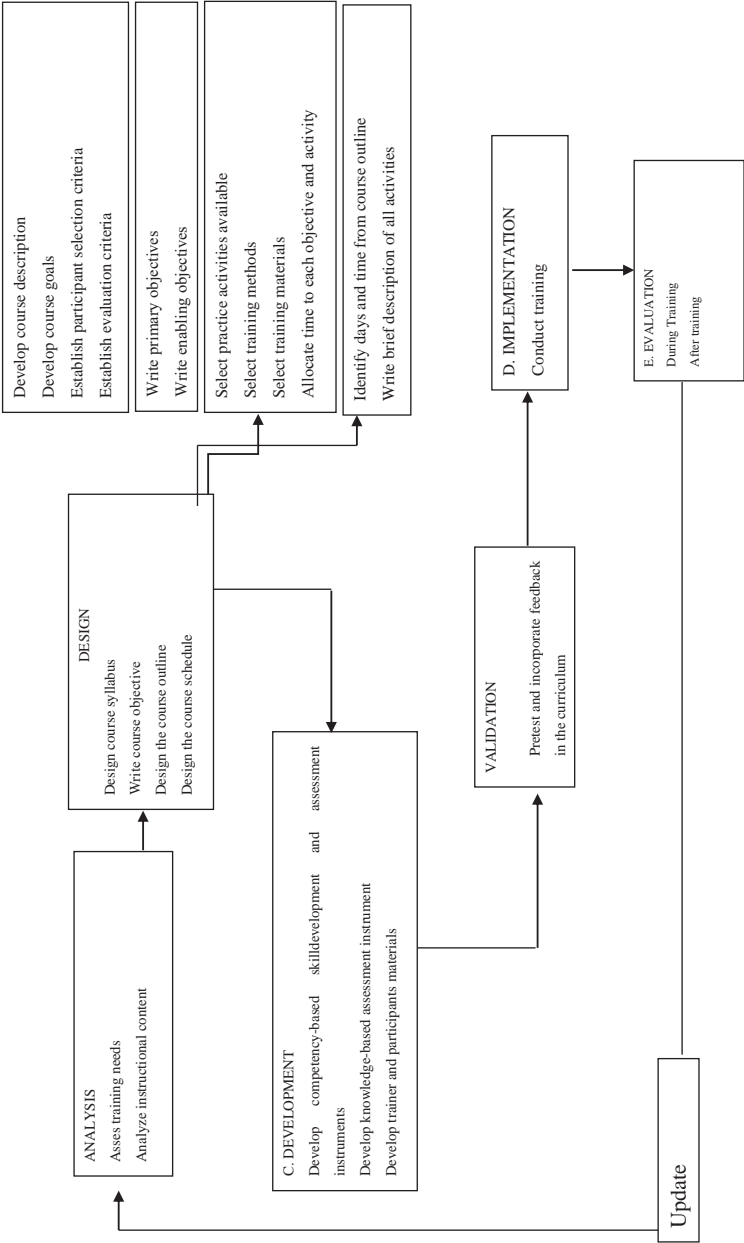 ANALYSIS
Asses training needs
Analyze instructional content
DESIGN
Design course syllabus
Write course objective
Design the course outline
Design the course schedule
Develop course description
Develop course goals
Establish participant selection criteria
Establish evaluation criteria
Write primary objectives
Write enabling objectives
Select practice activities available
Select training methods
Select training materials
Allocate time to each objective and activity
Identify days and time from course outline
Write brief description of all activities
C. DEVELOPMENT
Develop competency-based skilldevelopment and assessment
instruments
Develop knowledge-based assessment instrument
Develop trainer and participants materials
VALIDATION
Pretest and incorporate feedback
in the curriculum
D. IMPLEMENTATION
Conduct training
E. EVALUATION
During Training
After training
Update